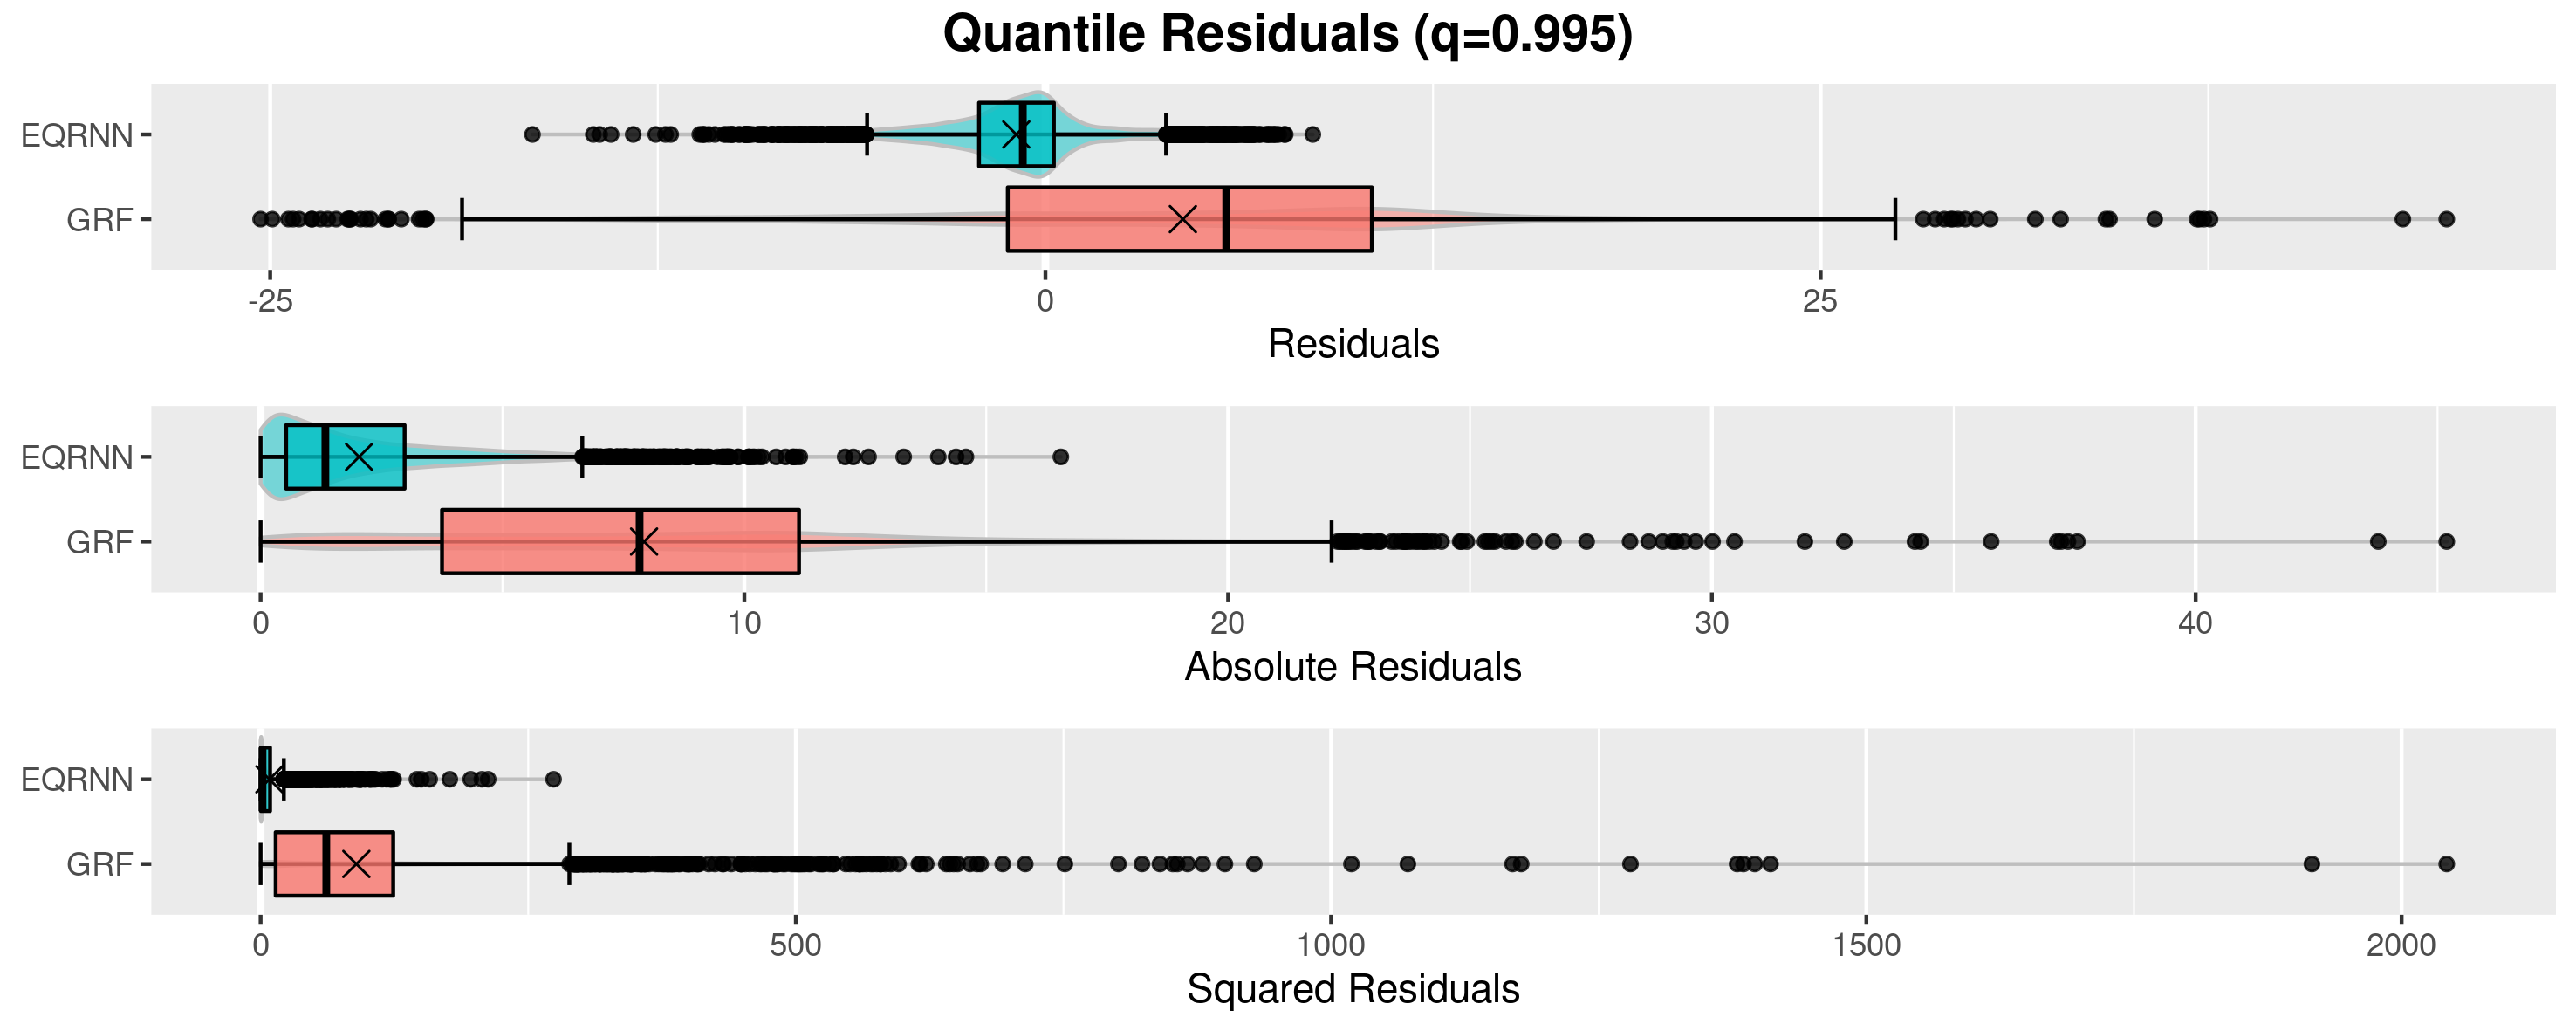 Quantile Residuals (q=0.995)
EQRNN
GRF
-25 0 25
Residuals
EQRNN
GRF
0 10 20 30 40
Absolute Residuals
EQRNN
GRF
0 500 1000 1500 2000
Squared Residuals